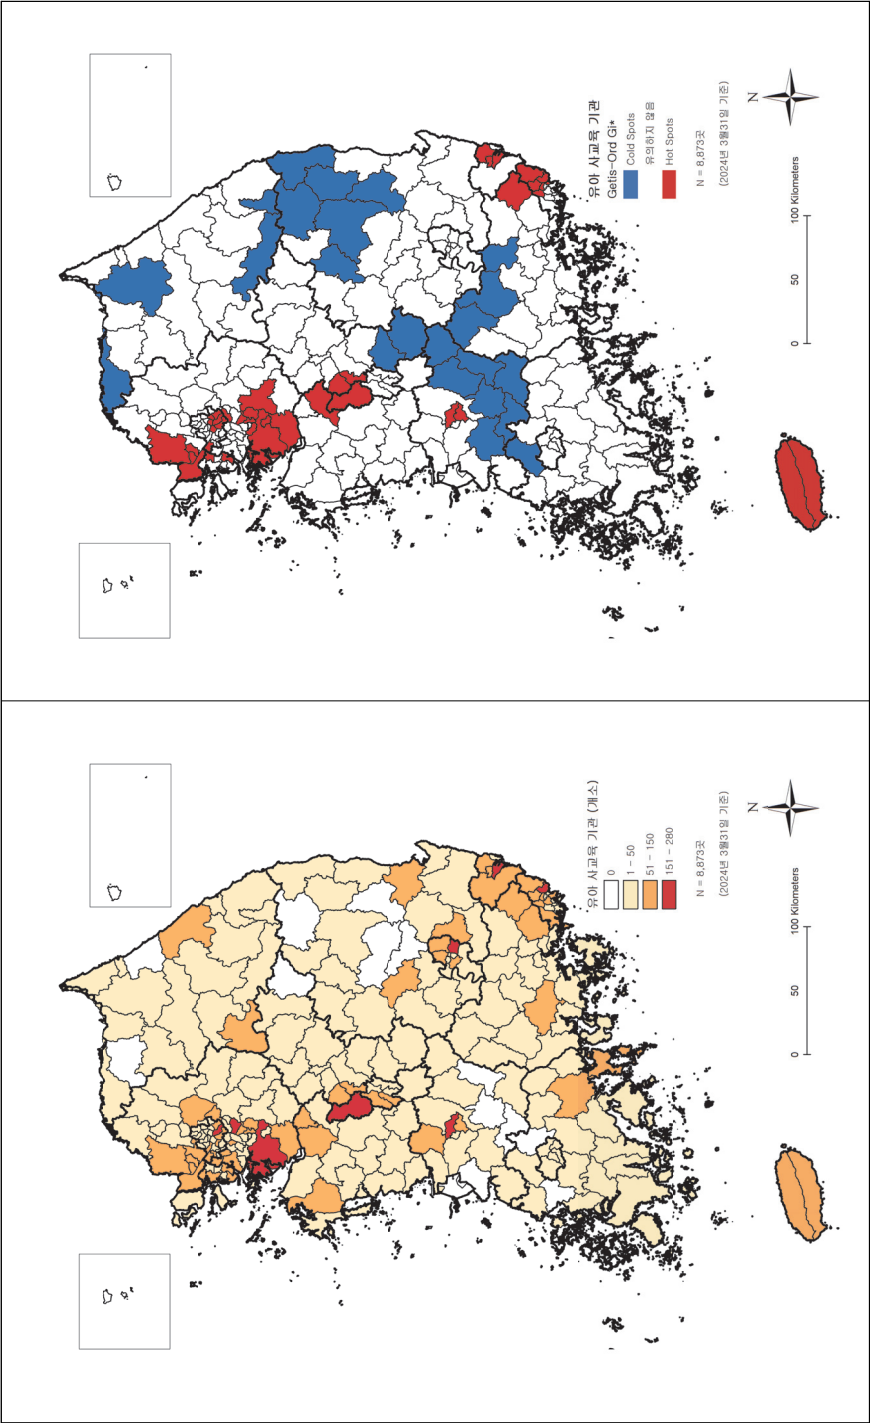 유아 사교육 기관
Getis-Ord Gi*
Cold Spots
유의하지 않음
Hot Spots
N = 8,873곳
(2024년 3월31일 기준)
N
0 50 100 Kilometers
유아 사교육 기관 (개소)
0
1 - 50
51 - 150
151 - 280
N = 8,873곳
(2024년 3월31일 기준)
N
0 50 100 Kilometers